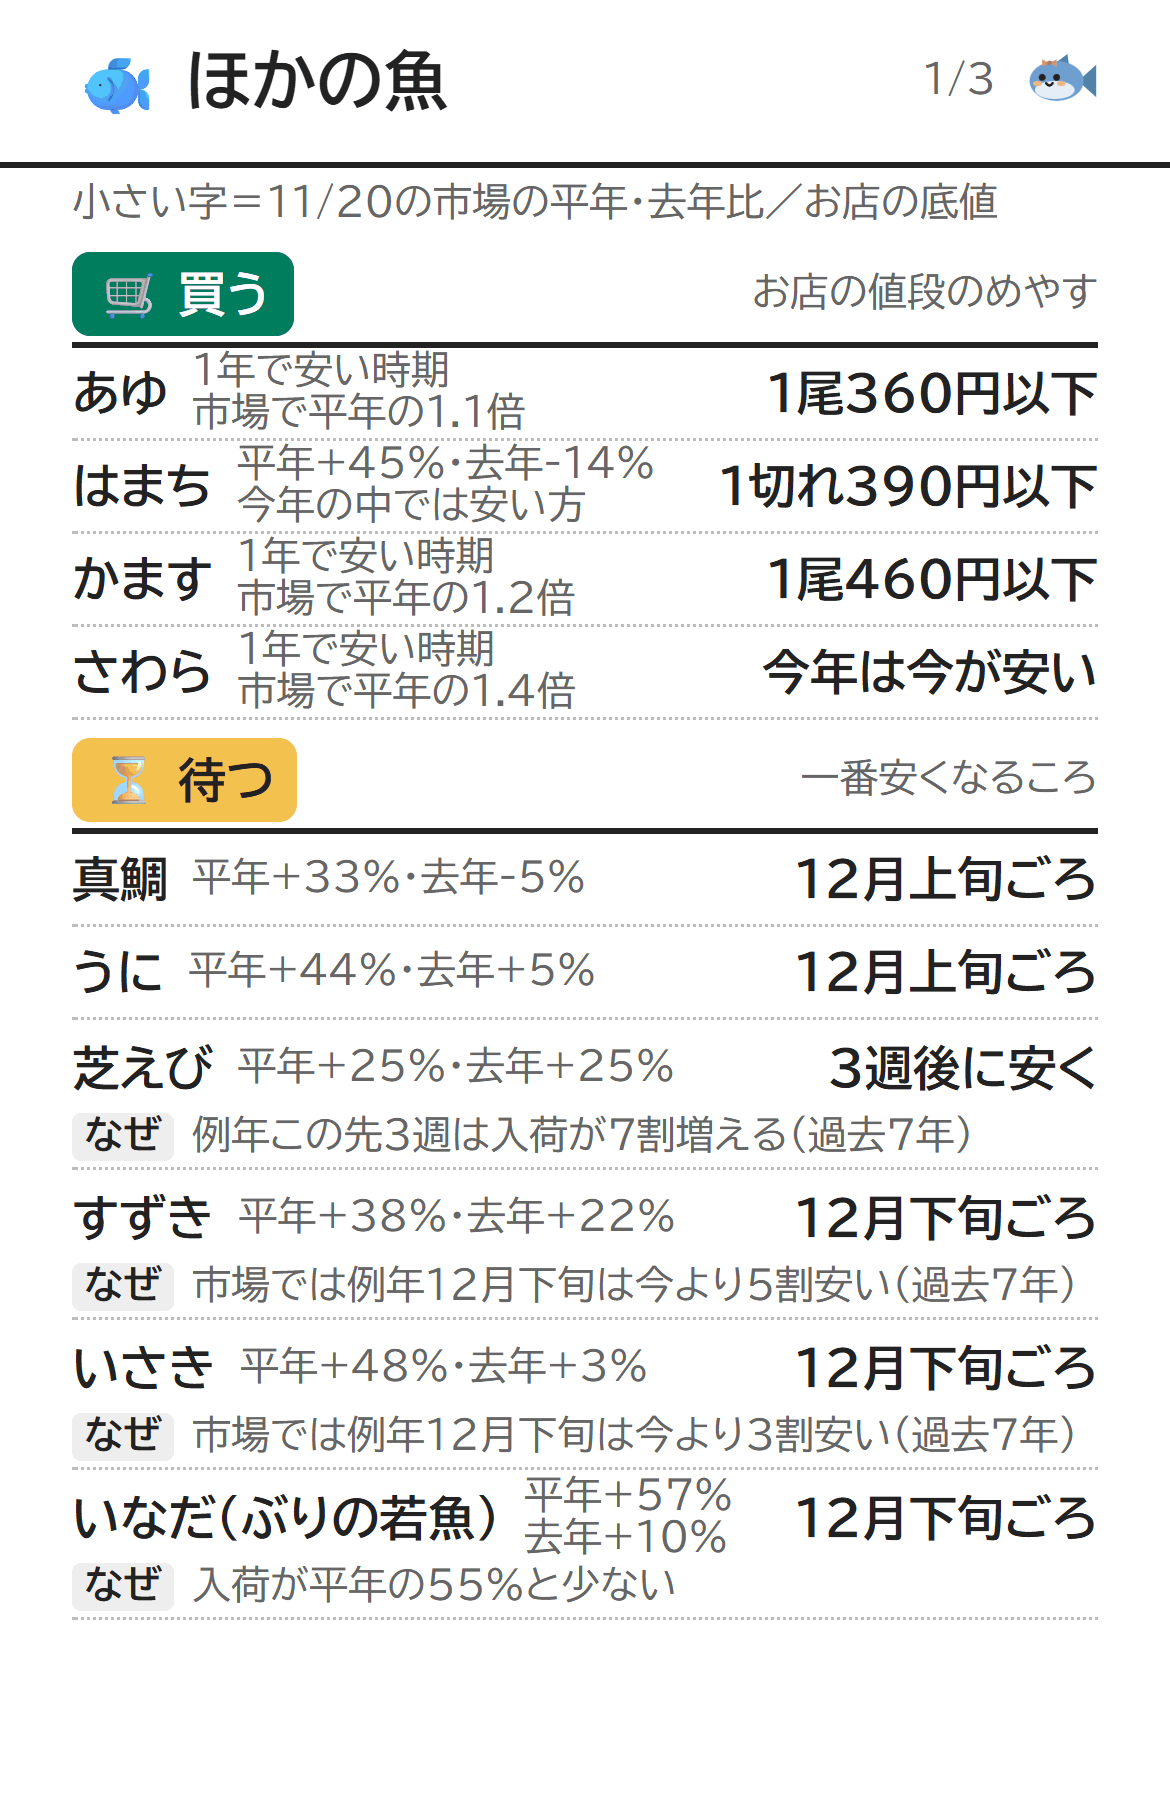 ほかの魚
1/3
小さい字＝11/20の市場の平年・去年比／お店の底値
買う
お店の値段のめやす
あゆ
1年で安い時期
市場で平年の1.1倍
1尾360円以下
はまち
平年+45%・去年-14%
今年の中では安い方
1切れ390円以下
かます
1年で安い時期
市場で平年の1.2倍
1尾460円以下
さわら
1年で安い時期
市場で平年の1.4倍
今年は今が安い
待つ
一番安くなるころ
真鯛 平年+33%・去年-5% 12月上旬ごろ
うに 平年+44%・去年+5% 12月上旬ごろ
芝えび 平年+25%・去年+25% 3週後に安く
なぜ 例年この先3週は入荷が7割増える（過去7年）
すずき 平年+38%・去年+22% 12月下旬ごろ
なぜ 市場では例年12月下旬は今より5割安い（過去7年）
いさき 平年+48%・去年+3% 12月下旬ごろ
なぜ 市場では例年12月下旬は今より3割安い（過去7年）
いなだ（ぶりの若魚）
平年+57%
去年+10%
12月下旬ごろ
なぜ 入荷が平年の55%と少ない